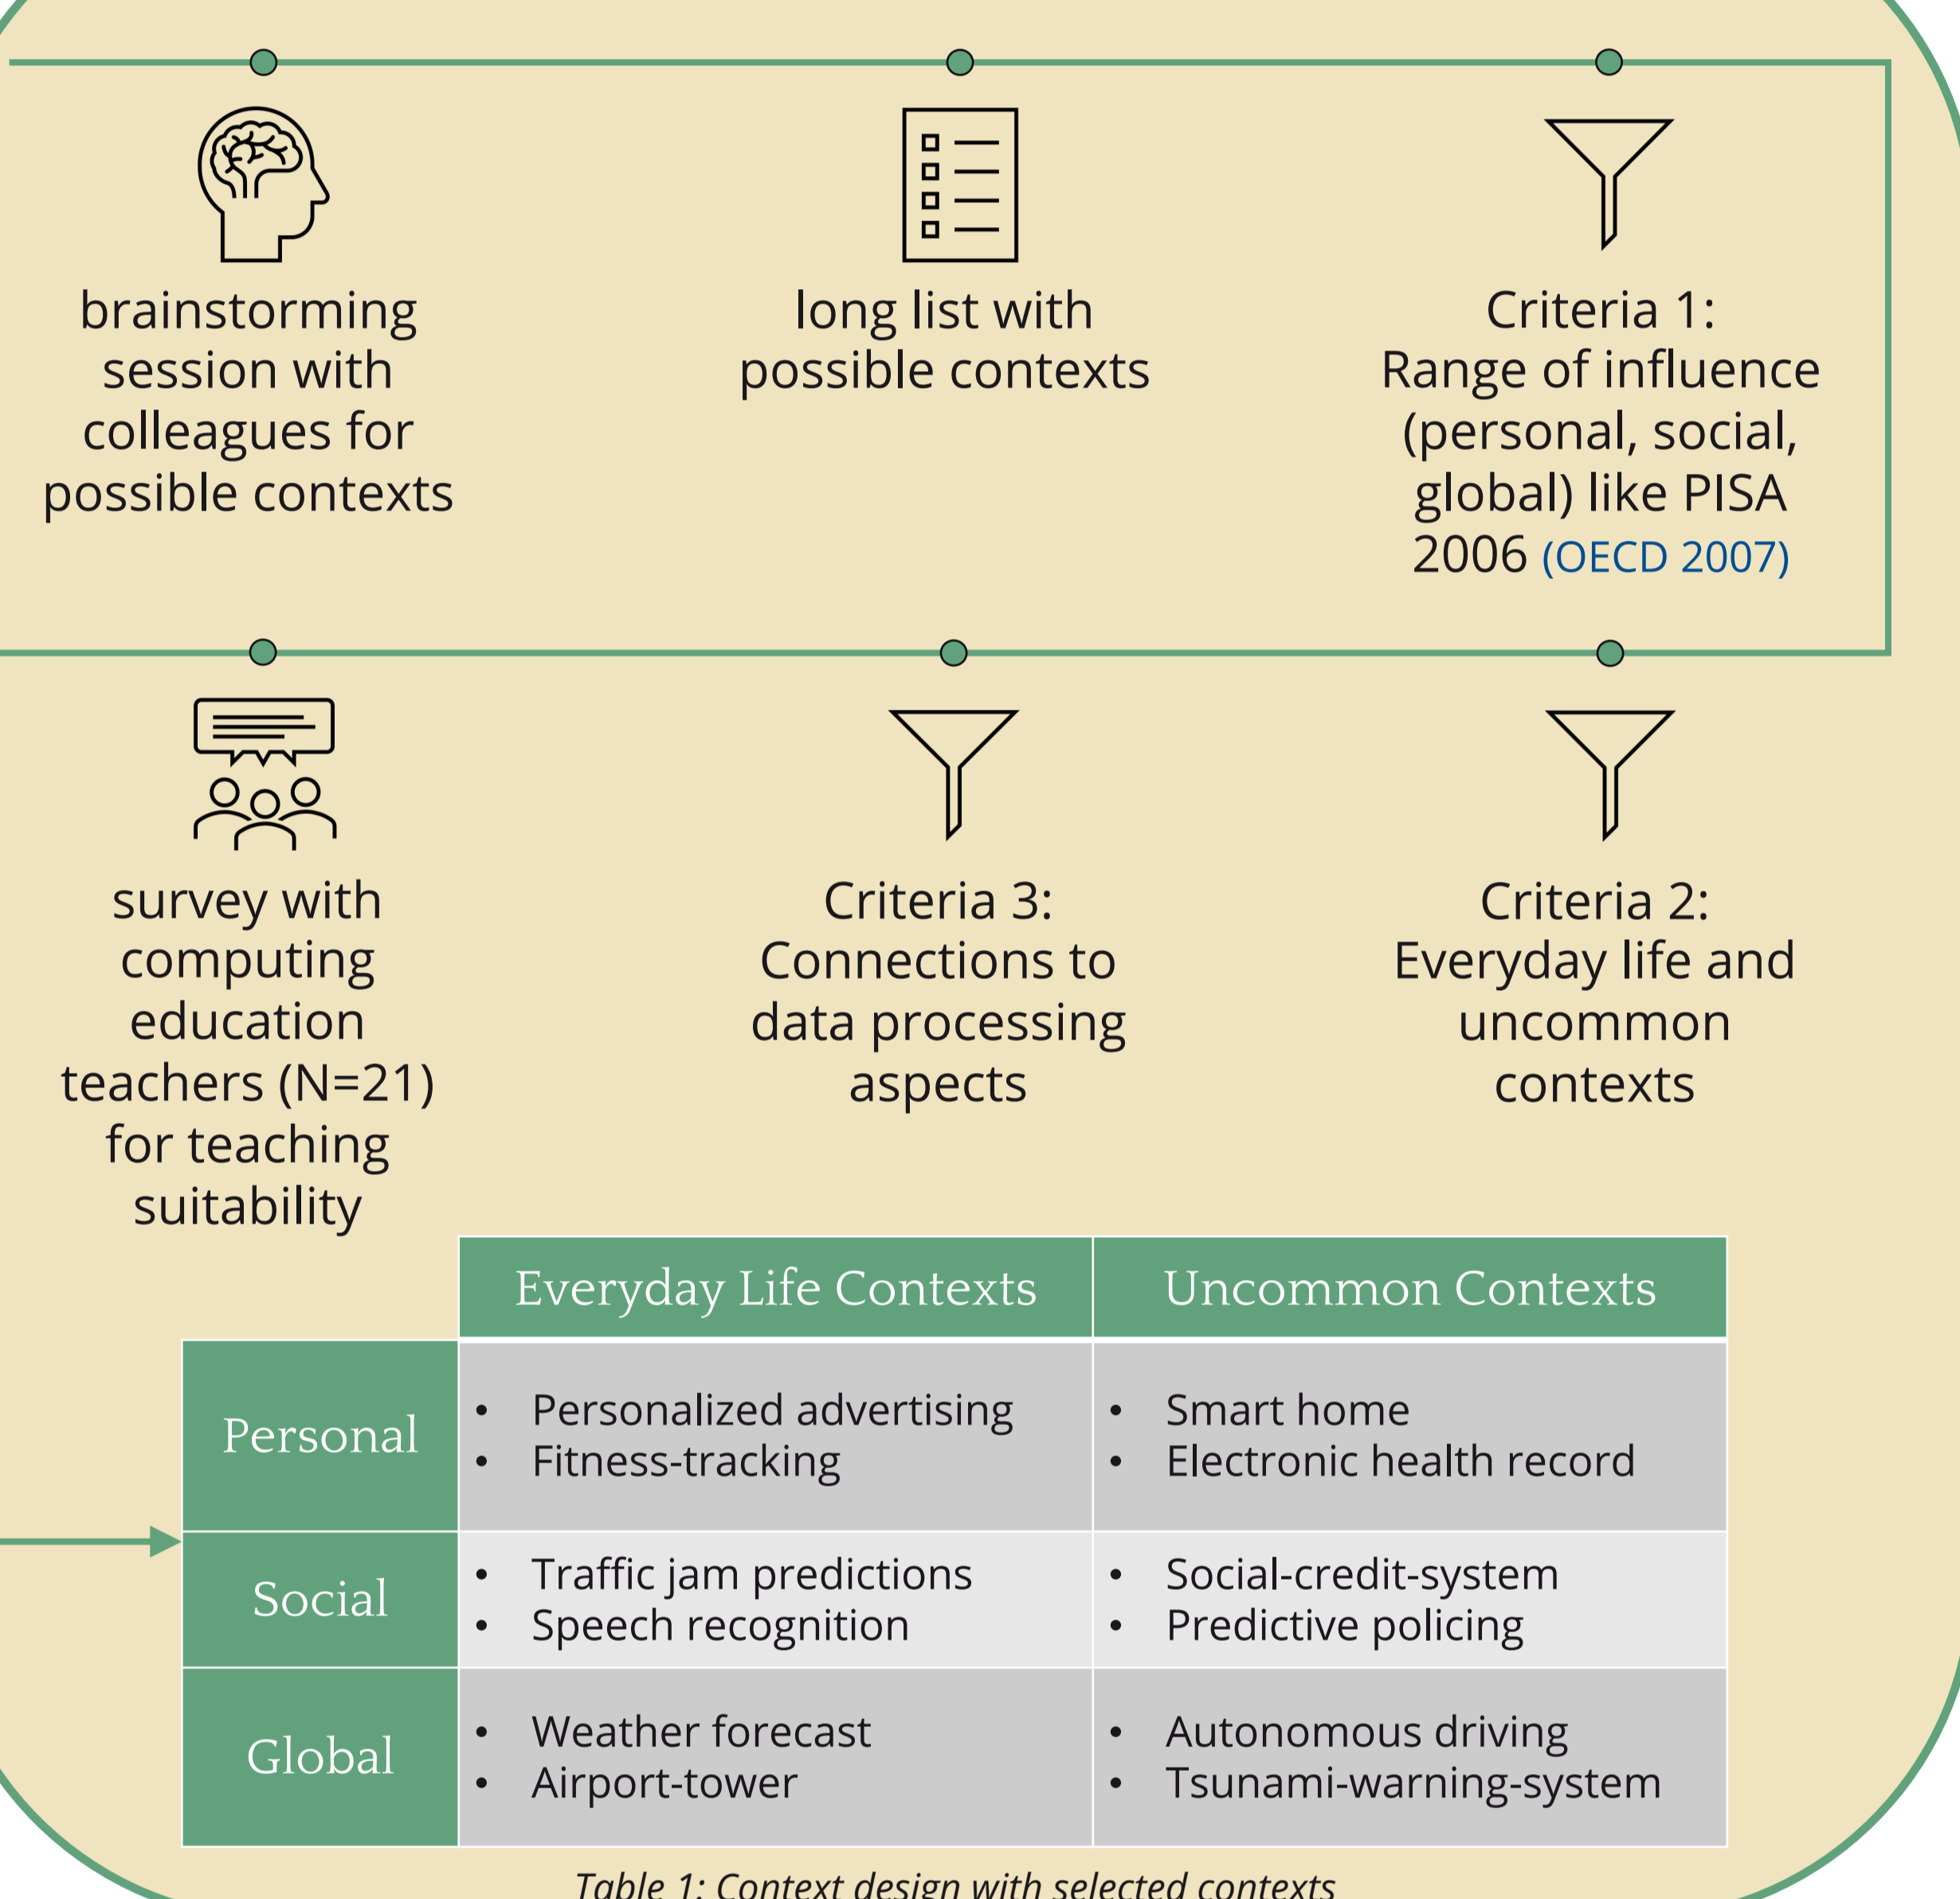 brainstorming
session with
colleagues for
possible contexts
long list with
possible contexts
Criteria 1:
Range of influence
(personal, social,
global) like PISA
2006 (OECD 2007)
Criteria 2:
Everyday life and
uncommon
contexts
Criteria 3:
Connections to
data processing
aspects
survey with
computing
education
teachers (N=21)
for teaching
suitability
Everyday Life Contexts
Uncommon Contexts
Personal
• Personalized advertising
• Fitness-tracking
• Smart home
• Electronic health record
Social
• Traffic jam predictions
• Speech recognition
• Social-credit-system
• Predictive policing
Global
• Weather forecast
• Airport-tower
• Autonomous driving
• Tsunami-warning-system
Table 1: Context design with selected contexts